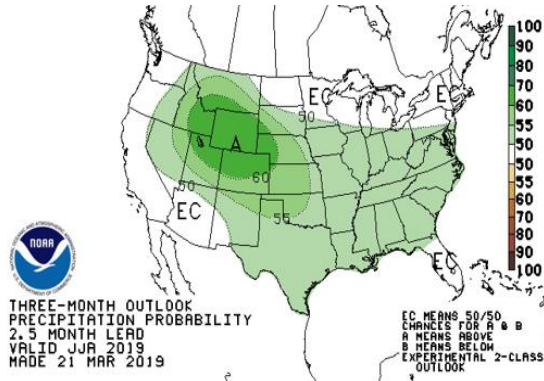 100
90
80
70
60
55
50
50
55
60
70
80
90
100
EC
E
50
A
60
50
EC
55
EC
NOAA
THREE-MONTH OUTLOOK
PRECIPITATION PROBABILITY
2.5 MONTH LEAD
VALID JJA 2019
MADE 21 MAR 2019
EC MEANS 50/50
CHANCES FOR A & B
A MEANS ABOVE
B MEANS BELOW
EXPERIMENTAL 2-CLASS
OUTLOOK